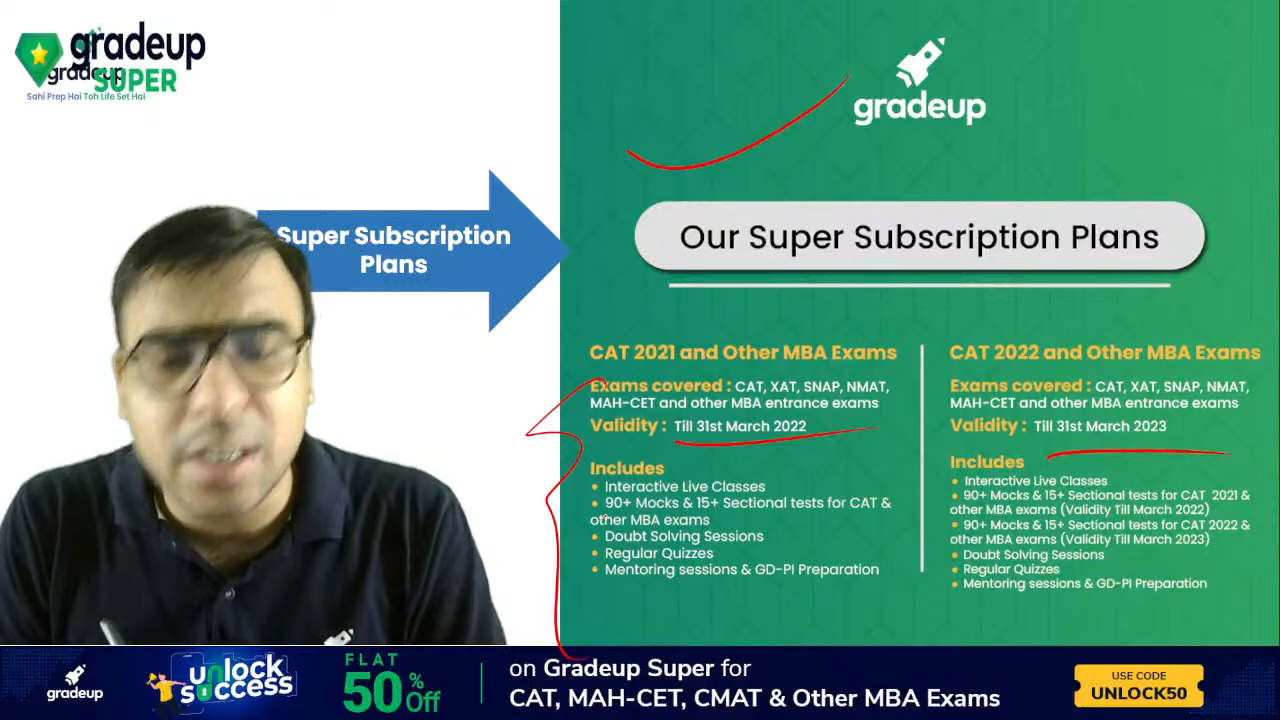 gradeup
SUPER
gradeup
Sahi Prep Hai Toh Life Set Hai
Super Subscription
Plans
gradeup
Our Super Subscription Plans
CAT 2021 and Other MBA Exams
Exams covered : CAT, XAT, SNAP, NMAT,
MAH-CET and other MBA entrance exams
Validity : Till 31st March 2022
Includes
• Interactive Live Classes
• 90+ Mocks & 15+ Sectional tests for CAT &
other MBA exams
• Doubt Solving Sessions
• Regular Quizzes
• Mentoring sessions & GD-PI Preparation
CAT 2022 and Other MBA Exams
Exams covered : CAT, XAT, SNAP, NMAT,
MAH-CET and other MBA entrance exams
Validity : Till 31st March 2023
Includes
• Interactive Live Classes
• 90+ Mocks & 15+ Sectional tests for CAT 2021 &
other MBA exams (Validity Till March 2022)
• 90+ Mocks & 15+ Sectional tests for CAT 2022 &
other MBA exams (Validity Till March 2023)
• Doubt Solving Sessions
• Regular Quizzes
• Mentoring sessions & GD-PI Preparation
gradeup
unlock
success
FLAT
50% Off
on Gradeup Super for
CAT, MAH-CET, CMAT & Other MBA Exams
USE CODE
UNLOCK50